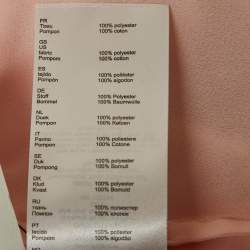 FR
Tissu 100% polyester
Pompon 100% coton
GB
US
fabric 100% polyester
Pompons 100% cotton
ES
tejido 100% poliéster
Pompón 100% algodon
DE
Stoff 100% Polyester
Bommel 100% Baumwolle
NL
Doek 100% Polyester
Pompon 100% Katoen
IT
Panino 100% poliestere
Pompon 100% Cotone
SE
Duk 100% Polyester
Pompong 100% Bomull
DK
Klud 100% Polyester
Kvast 100% Bomuld
RU
ткань 100% полиэстер
Помпон 100% хлопок
PT
tejido 100% Poliéster
Pompom 100% algodão